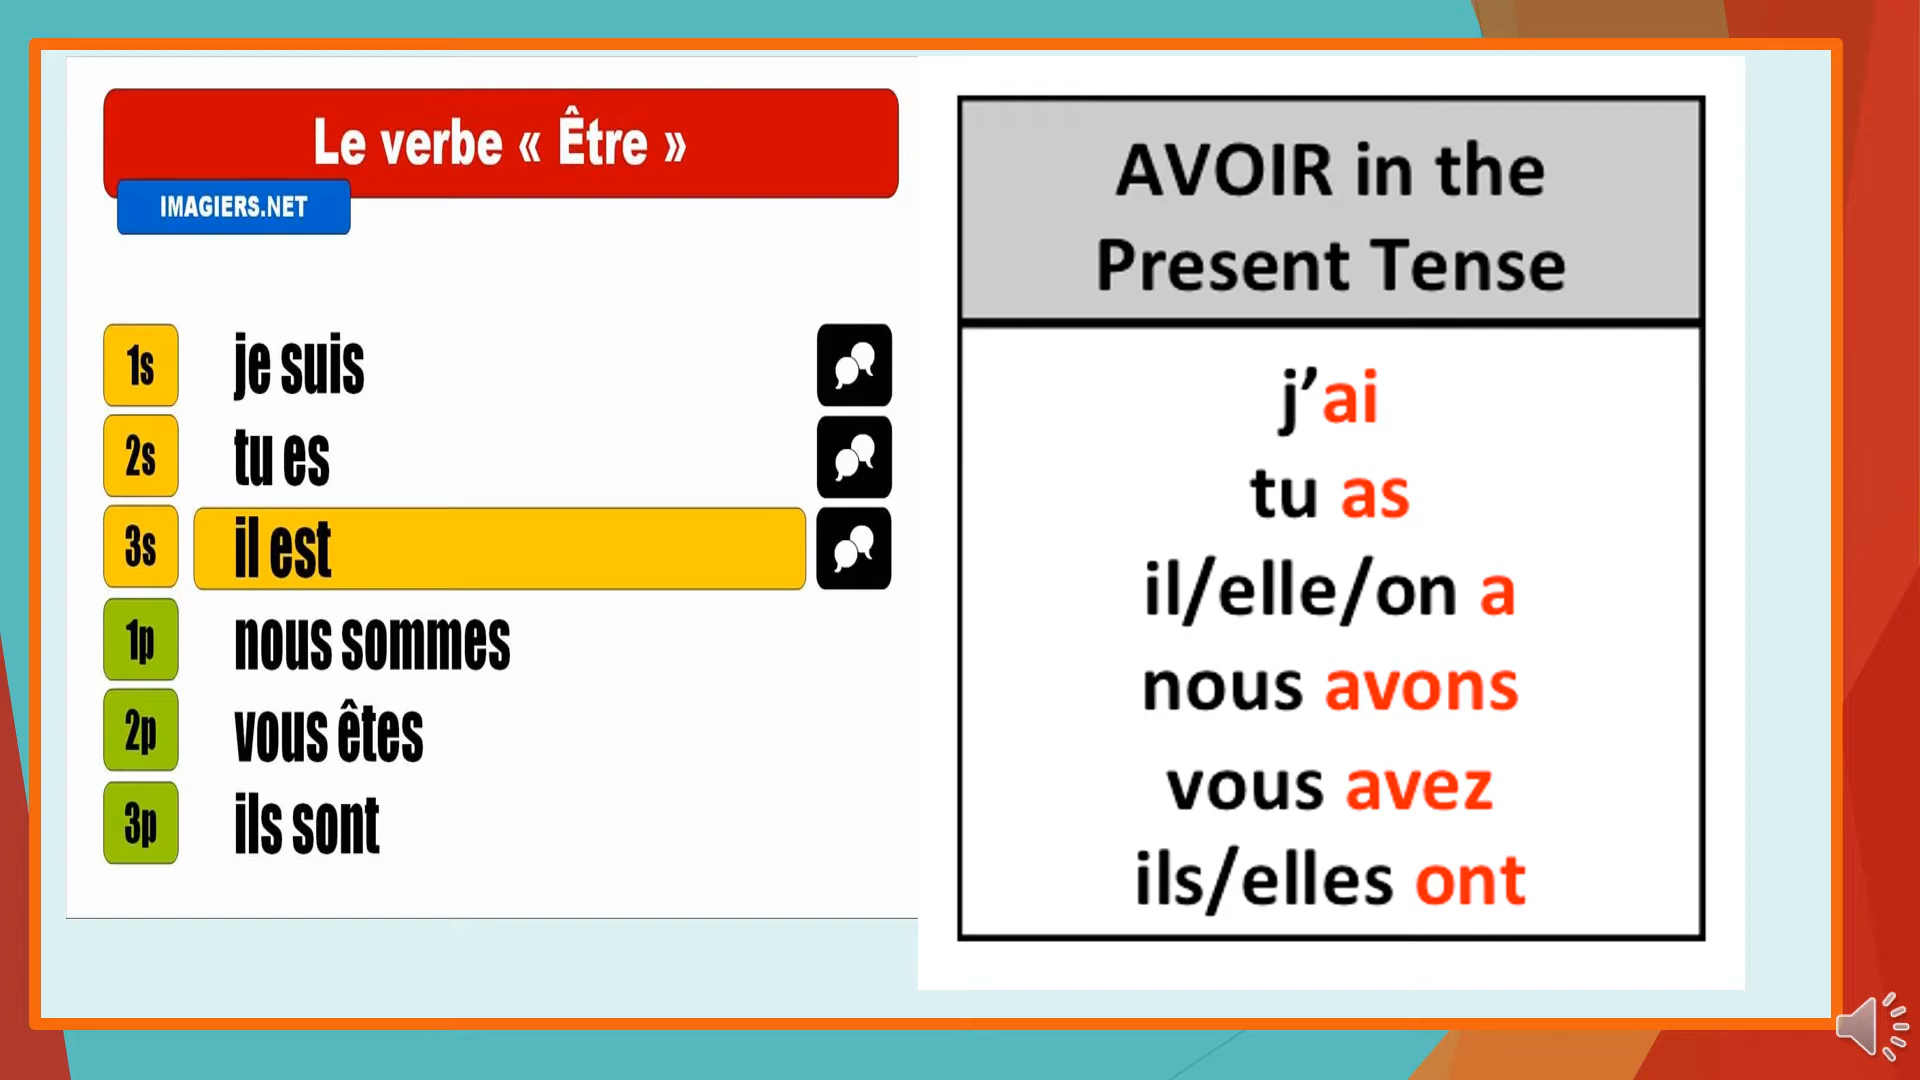 Le verbe « Être »
IMAGIERS.NET
1s je suis
2s tu es
3s il est
1p nous sommes
2p vous êtes
3p ils sont
AVOIR in the
Present Tense
j’ai
tu as
il/elle/on a
nous avons
vous avez
ils/elles ont